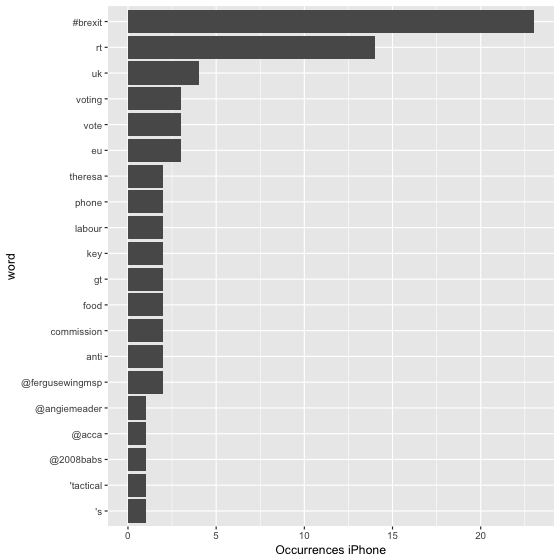 #brexit
rt
uk
voting
vote
eu
theresa
phone
labour
key
gt
food
commission
anti
@fergusewingmsp
@angiemeader
@acca
@2008babs
'tactical
's
word
0 5 10 15 20
Occurrences iPhone